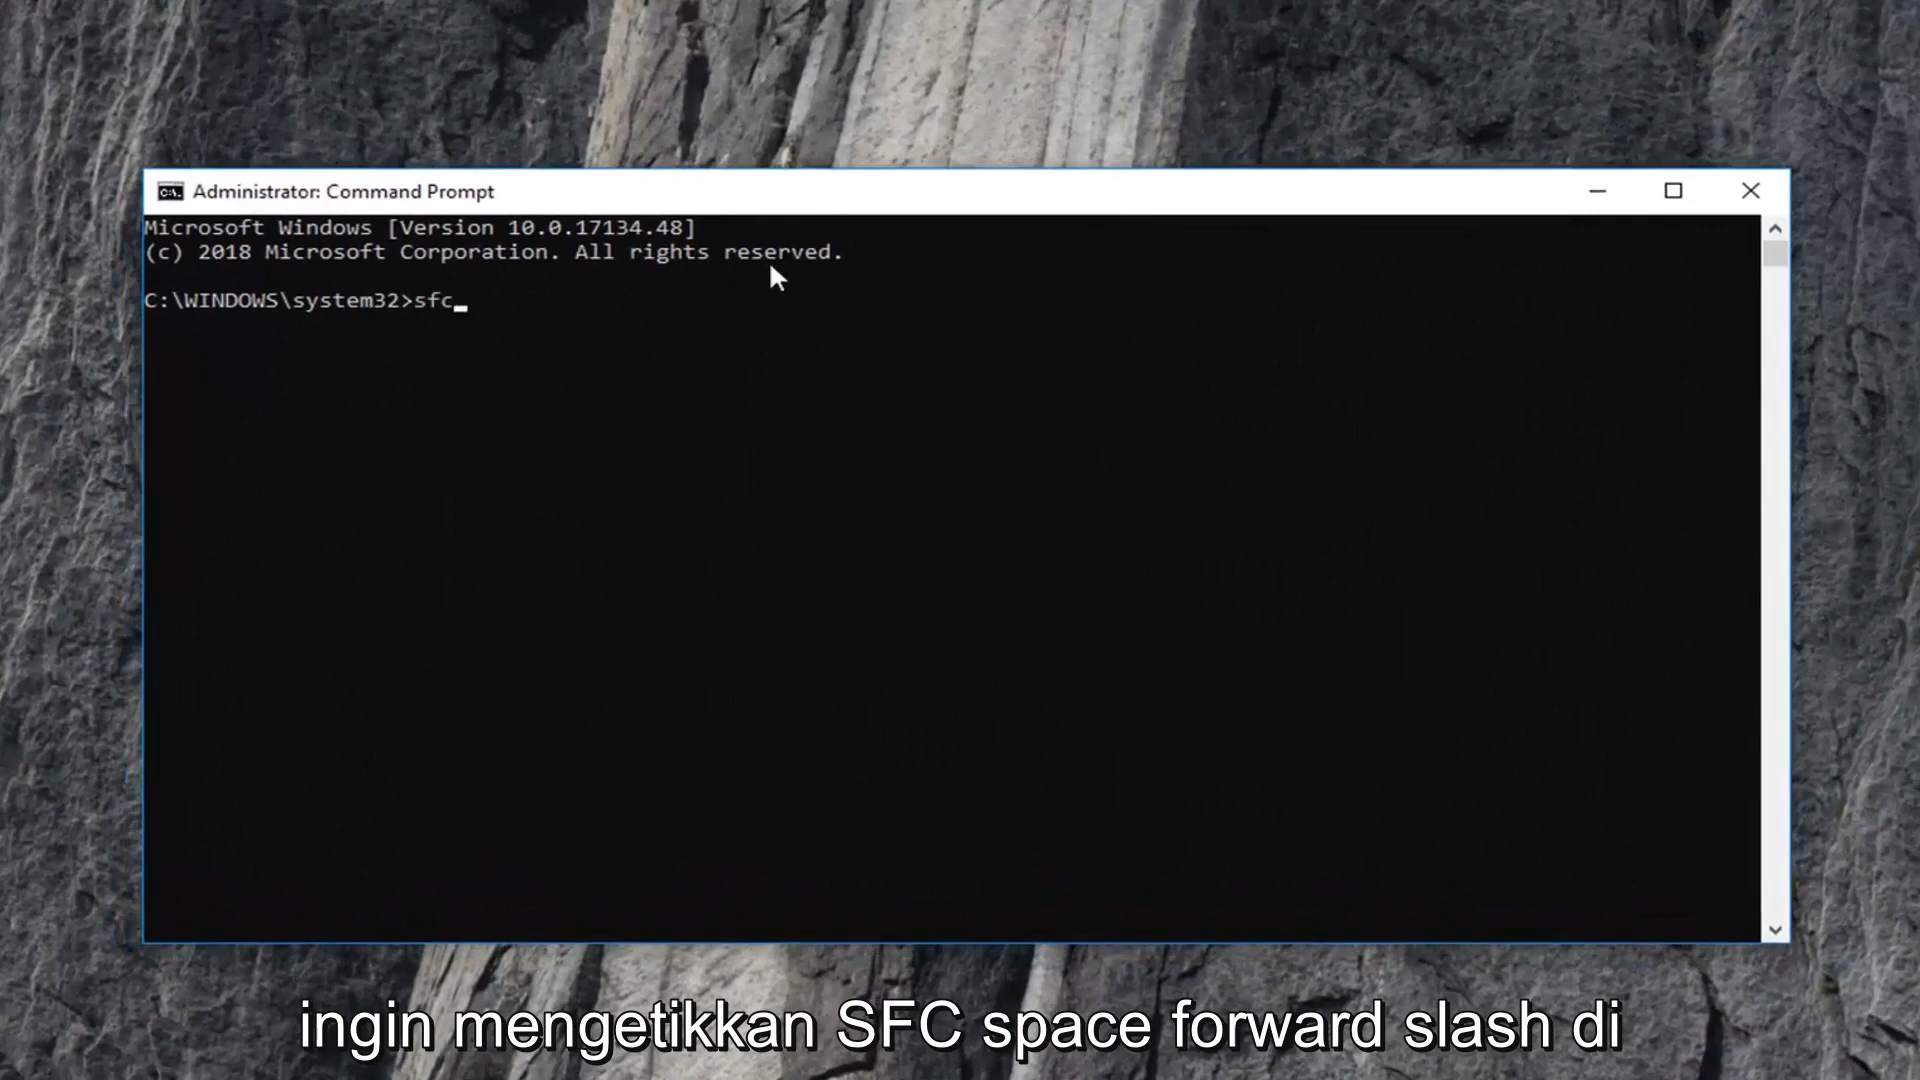 Administrator: Command Prompt
Microsoft Windows [Version 10.0.17134.48]
(c) 2018 Microsoft Corporation. All rights reserved.
C:\WINDOWS\system32>sfc
ingin mengetikkan SFC space forward slash di